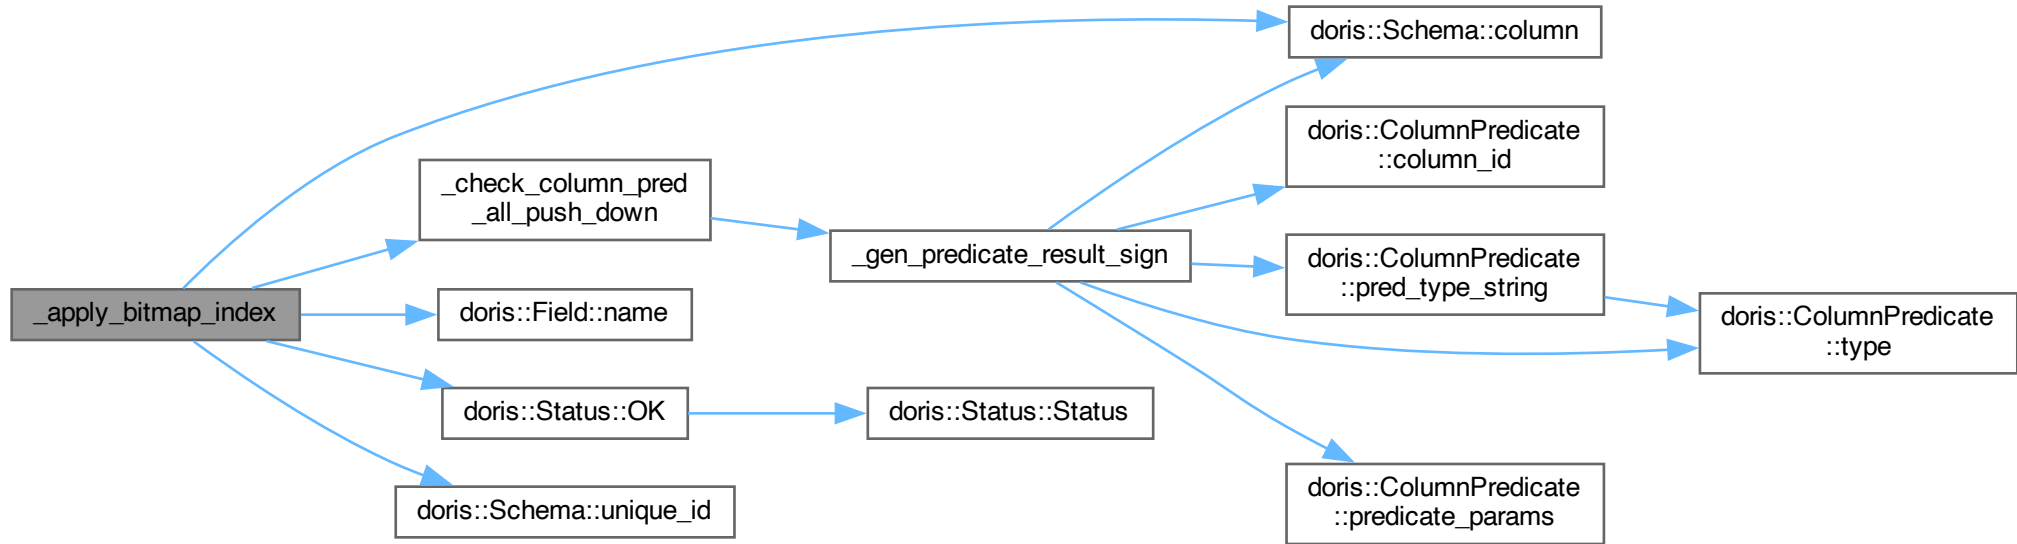 _apply_bitmap_index
doris::Schema::column
_check_column_pred
_all_push_down
_gen_predicate_result_sign
doris::ColumnPredicate
::column_id
doris::ColumnPredicate
::pred_type_string
doris::ColumnPredicate
::type
doris::ColumnPredicate
::predicate_params
doris::Field::name
doris::Status::OK
doris::Status::Status
doris::Schema::unique_id